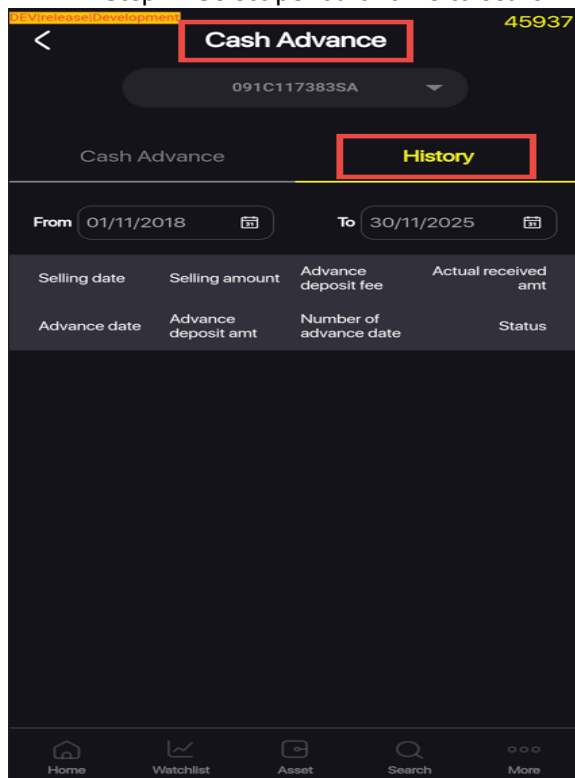 DEV|release|Development
45937
Cash Advance
091C117383SA
Cash Advance
History
From 01/11/2018
To 30/11/2025
Selling date
Selling amount
Advance
deposit fee
Actual received
amt
Advance date
Advance
deposit amt
Number of
advance date
Status
Home
Watchlist
Asset
Search
More